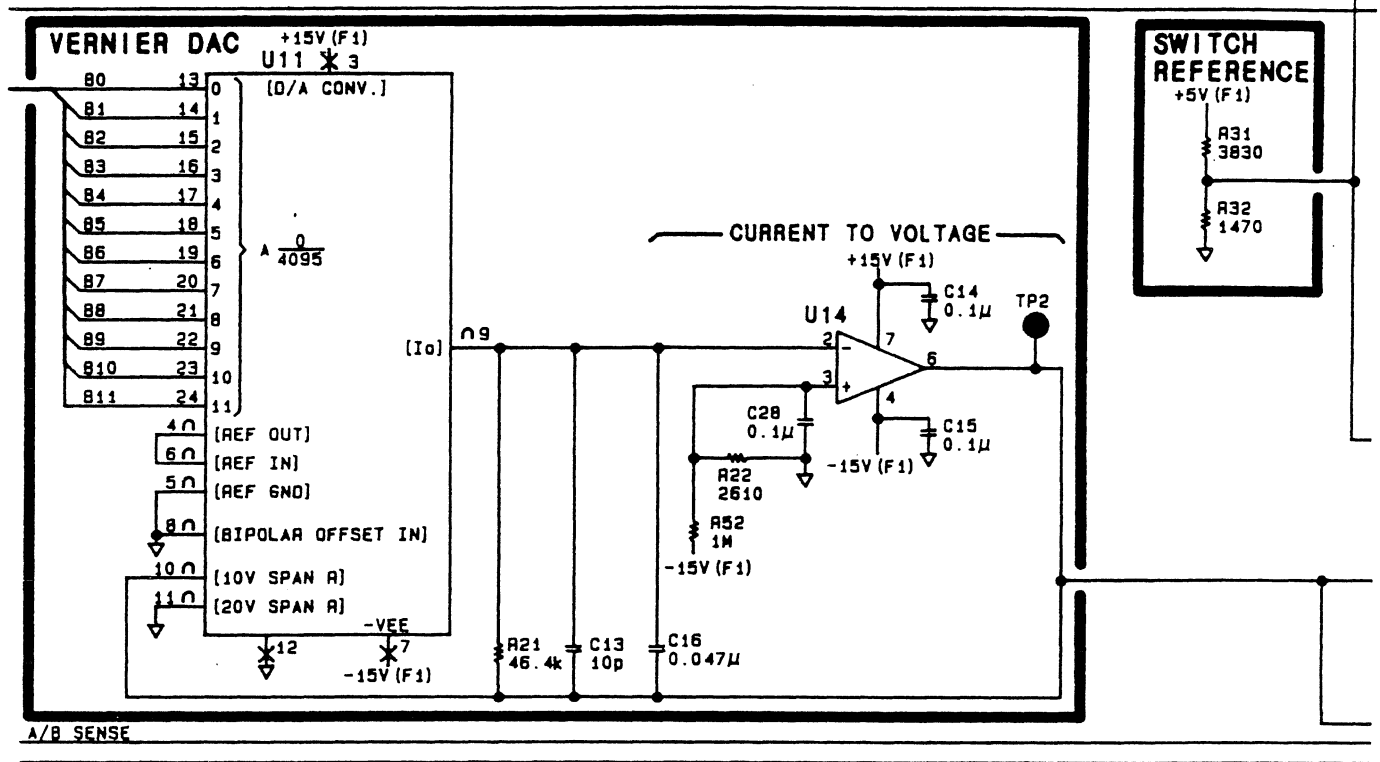 VERNIER DAC
+15V(F1)
U11
3
[D/A CONV.]
B0 13 0
B1 14 1
B2 15 2
B3 16 3
B4 17 4
B5 18 5
B6 19 6
B7 20 7
B8 21 8
B9 22 9
B10 23 10
B11 24 11
A 0
4095
4∩ [REF OUT]
6∩ [REF IN]
5∩ [REF GND]
8∩ [BIPOLAR OFFSET IN]
10∩ [10V SPAN R]
11∩ [20V SPAN R]
12
-VEE
7
-15V(F1)
[Io]
∩9
R21
46.4k
C13
10p
C16
0.047µ
CURRENT TO VOLTAGE
+15V(F1)
C14
0.1µ
U14
2
-
7
6
3
+
4
TP2
C28
0.1µ
C15
0.1µ
-15V(F1)
R22
2610
R52
1M
-15V(F1)
SWITCH
REFERENCE
+5V(F1)
R31
3830
R32
1470
A/B SENSE